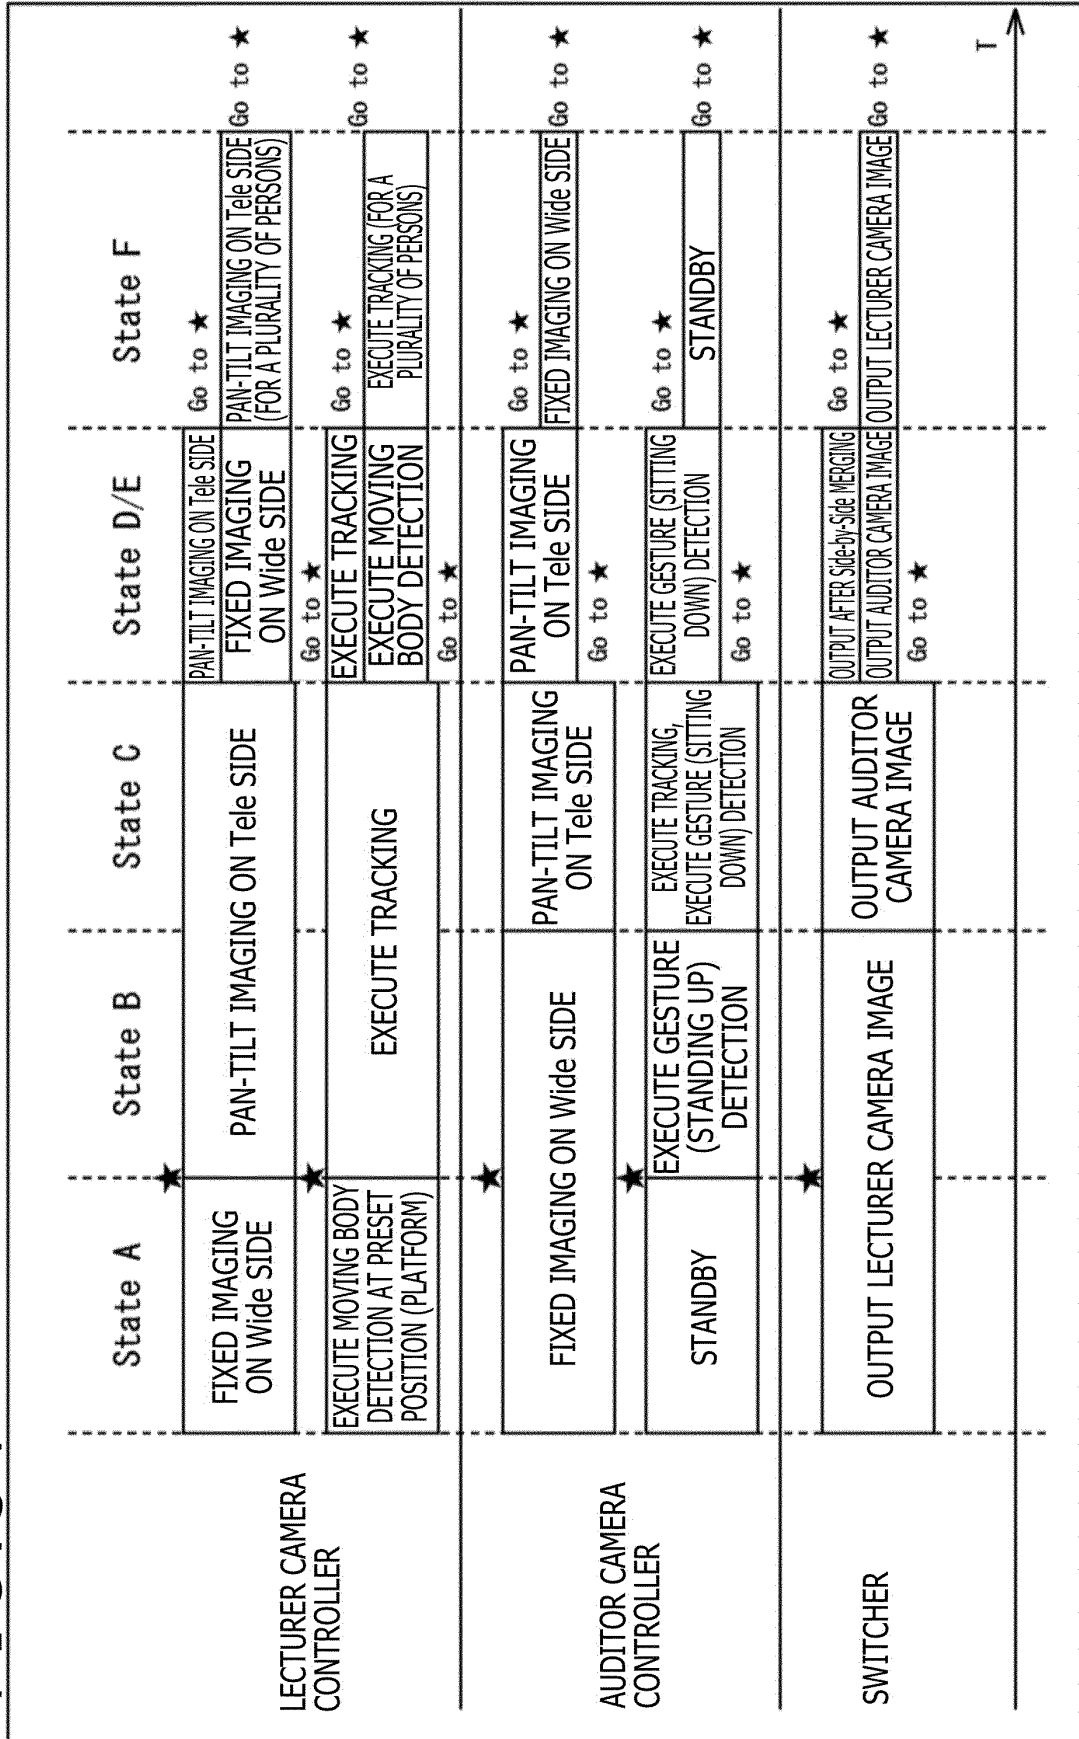 State A
State B
State C
State D/E
State F
LECTURER CAMERA
CONTROLLER
★
FIXED IMAGING
ON Wide SIDE
PAN-TILT IMAGING ON Tele SIDE
PAN-TILT IMAGING ON Tele SIDE
Go to ★
FIXED IMAGING
ON Wide SIDE
Go to ★
PAN-TILT IMAGING ON Tele SIDE
(FOR A PLURALITY OF PERSONS)
Go to ★
★
EXECUTE MOVING BODY
DETECTION AT PRESET
POSITION (PLATFORM)
EXECUTE TRACKING
EXECUTE TRACKING
Go to ★
EXECUTE MOVING
BODY DETECTION
Go to ★
EXECUTE TRACKING (FOR A
PLURALITY OF PERSONS)
Go to ★
AUDITOR CAMERA
CONTROLLER
★
FIXED IMAGING ON Wide SIDE
PAN-TILT IMAGING
ON Tele SIDE
PAN-TILT IMAGING
ON Tele SIDE
Go to ★
Go to ★
FIXED IMAGING ON Wide SIDE
Go to ★
★
STANDBY
EXECUTE GESTURE
(STANDING UP)
DETECTION
EXECUTE TRACKING,
EXECUTE GESTURE (SITTING
DOWN) DETECTION
EXECUTE GESTURE (SITTING
DOWN) DETECTION
Go to ★
Go to ★
STANDBY
Go to ★
SWITCHER
★
OUTPUT LECTURER CAMERA IMAGE
OUTPUT AUDITOR
CAMERA IMAGE
OUTPUT AFTER Side-by-Side MERGING
Go to ★
OUTPUT AUDITOR CAMERA IMAGE
Go to ★
OUTPUT LECTURER CAMERA IMAGE
Go to ★
T